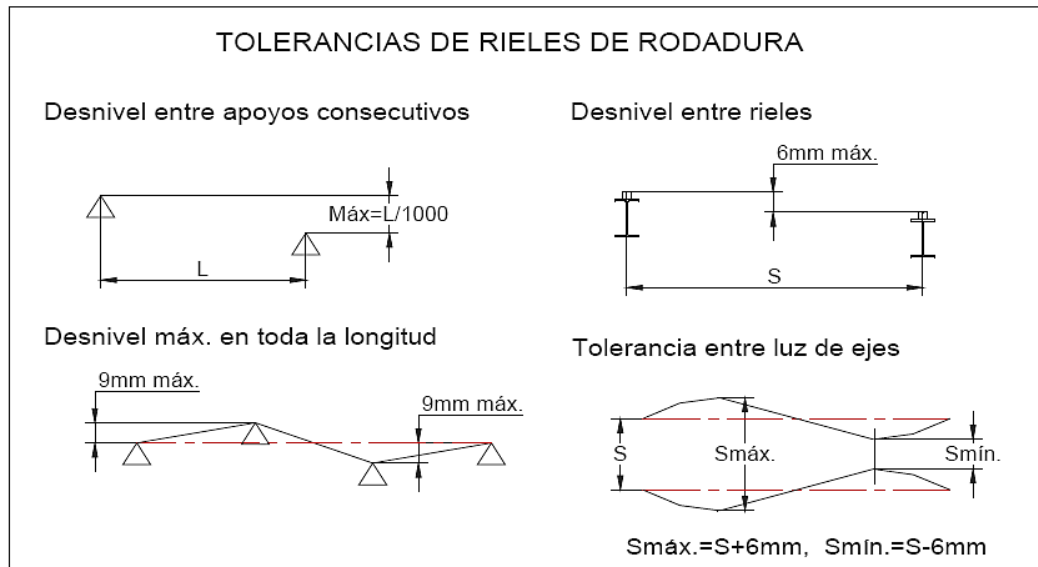 TOLERANCIAS DE RIELES DE RODADURA
Desnivel entre apoyos consecutivos
Máx=L/1000
L
Desnivel entre rieles
6mm máx.
S
Desnivel máx. en toda la longitud
9mm máx.
9mm máx.
Tolerancia entre luz de ejes
S
Smáx.
Smín.
Smáx.=S+6mm, Smín.=S-6mm